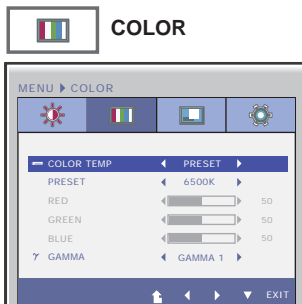 COLOR
MENU COLOR
COLOR TEMP PRESET
PRESET 6500K
RED 50
GREEN 50
BLUE 50
γ GAMMA GAMMA 1
EXIT